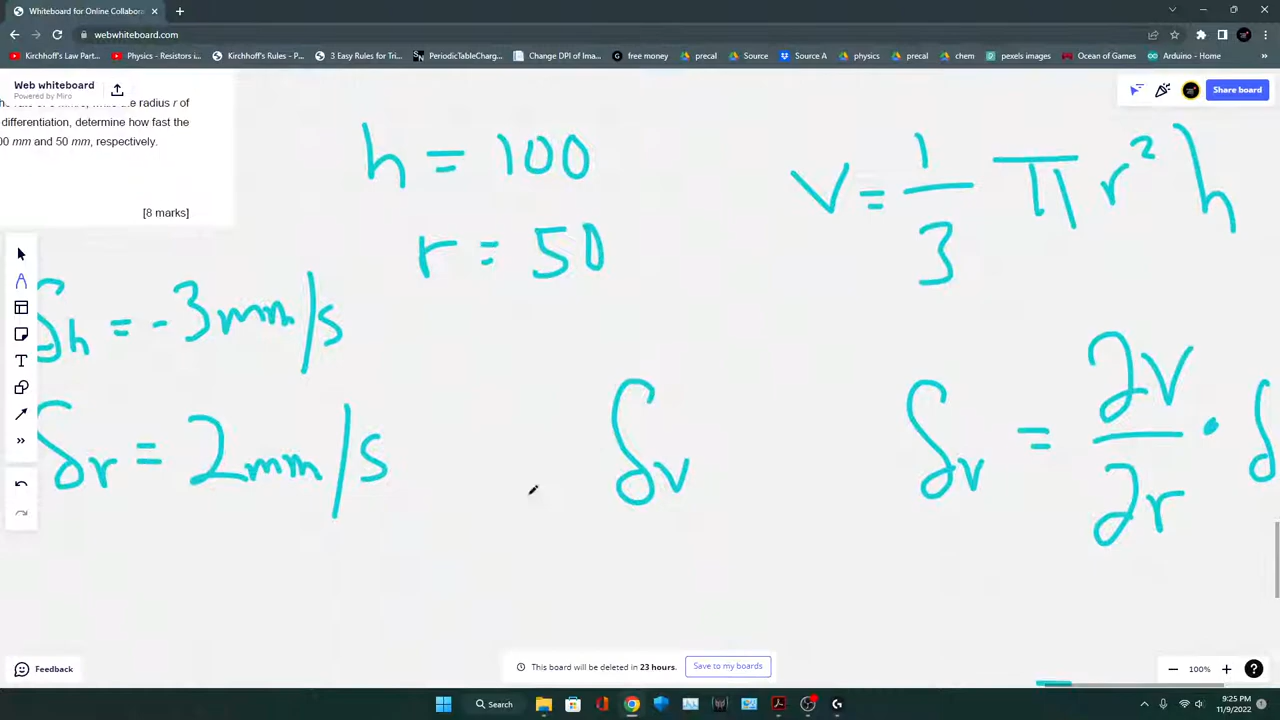 Whiteboard for Online Collabora
webwhiteboard.com
Kirchhoff's Law Part...
Physics - Resistors i...
Kirchhoff's Rules - P...
3 Easy Rules for Tri...
PeriodicTableCharg...
Change DPI of Ima...
free money
precal
Source
Source A
physics
precal
chem
pexels images
Ocean of Games
Arduino - Home
Web whiteboard
Powered by Miro
Share board
radius r of
differentiation, determine how fast the
00 mm and 50 mm, respectively.
[8 marks]
h = 100
r = 50
V = 1/3 π r² h
δh = -3mm/s
δr = 2mm/s
δv
δv = ∂V/∂r · δ
This board will be deleted in 23 hours.
Save to my boards
Feedback
100%
Search
9:25 PM
11/9/2022